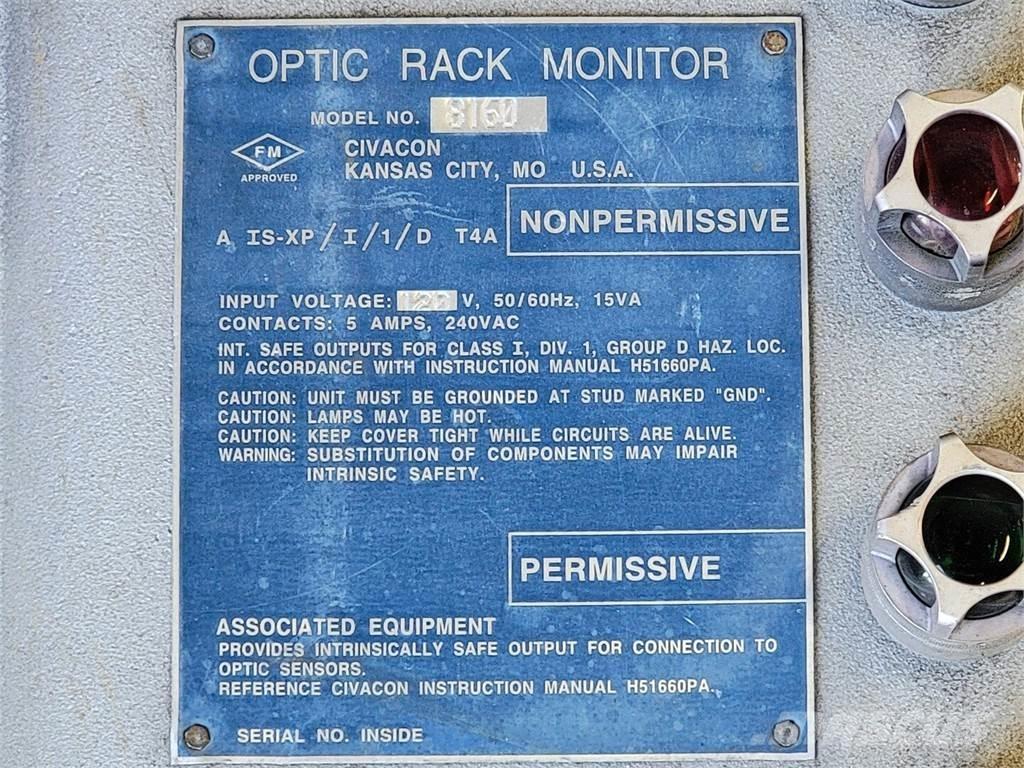 OPTIC RACK MONITOR
MODEL NO. 8160
FM
APPROVED
CIVACON
KANSAS CITY, MO U.S.A.
NONPERMISSIVE
A IS-XP/I/1/D T4A
INPUT VOLTAGE: 120 V, 50/60Hz, 15VA
CONTACTS: 5 AMPS, 240VAC
INT. SAFE OUTPUTS FOR CLASS I, DIV. 1, GROUP D HAZ. LOC.
IN ACCORDANCE WITH INSTRUCTION MANUAL H51660PA.
CAUTION: UNIT MUST BE GROUNDED AT STUD MARKED "GND".
CAUTION: LAMPS MAY BE HOT.
CAUTION: KEEP COVER TIGHT WHILE CIRCUITS ARE ALIVE.
WARNING: SUBSTITUTION OF COMPONENTS MAY IMPAIR
INTRINSIC SAFETY.
PERMISSIVE
ASSOCIATED EQUIPMENT
PROVIDES INTRINSICALLY SAFE OUTPUT FOR CONNECTION TO
OPTIC SENSORS.
REFERENCE CIVACON INSTRUCTION MANUAL H51660PA.
SERIAL NO. INSIDE